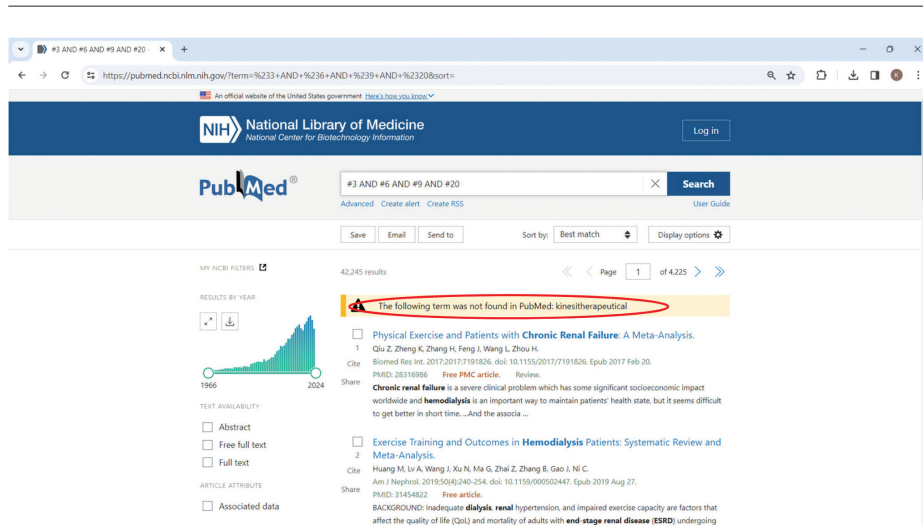 #3 AND #6 AND #9 AND #20 -
https://pubmed.ncbi.nlm.nih.gov/?term=%233+AND+%236+AND+%239+AND+%2320&sort=
K
An official website of the United States government Here's how you know
NIH National Library of Medicine
National Center for Biotechnology Information
Log in
PubMed®
#3 AND #6 AND #9 AND #20
Search
Advanced Create alert Create RSS
User Guide
Save Email Send to Sort by: Best match Display options
MY NCBI FILTERS
42,245 results
Page 1 of 4,225
RESULTS BY YEAR
The following term was not found in PubMed: kinesitherapeutical
1966 2024
Physical Exercise and Patients with Chronic Renal Failure: A Meta-Analysis.
1
Qiu Z, Zheng K, Zhang H, Feng J, Wang L, Zhou H.
Cite
Biomed Res Int. 2017;2017:7191826. doi: 10.1155/2017/7191826. Epub 2017 Feb 20.
PMID: 28316986 Free PMC article. Review.
Share
Chronic renal failure is a severe clinical problem which has some significant socioeconomic impact
worldwide and hemodialysis is an important way to maintain patients' health state, but it seems difficult
to get better in short time. ...And the associa ...
TEXT AVAILABILITY
Abstract
Free full text
Full text
ARTICLE ATTRIBUTE
Associated data
Exercise Training and Outcomes in Hemodialysis Patients: Systematic Review and
Meta-Analysis.
2
Cite
Huang M, Lv A, Wang J, Xu N, Ma G, Zhai Z, Zhang B, Gao J, Ni C.
Am J Nephrol. 2019;50(4):240-254. doi: 10.1159/000502447. Epub 2019 Aug 27.
Share
PMID: 31454822 Free article.
BACKGROUND: Inadequate dialysis, renal hypertension, and impaired exercise capacity are factors that
affect the quality of life (QoL) and mortality of adults with end-stage renal disease (ESRD) undergoing